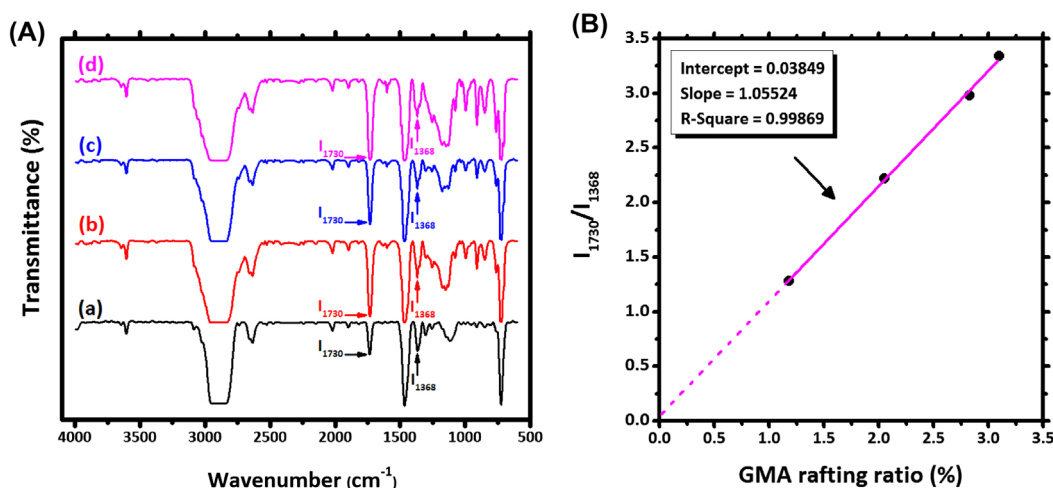 (A)
Transmittance (%)
(d)
I1730
I1368
(c)
I1730
I1368
(b)
I1730
I1368
(a)
I1730
I1368
4000 3500 3000 2500 2000 1500 1000 500
Wavenumber (cm-1)
(B)
I1730/I1368
3.5
3.0
2.5
2.0
1.5
1.0
0.5
0.0
Intercept = 0.03849
Slope = 1.05524
R-Square = 0.99869
0.0 0.5 1.0 1.5 2.0 2.5 3.0 3.5
GMA rafting ratio (%)